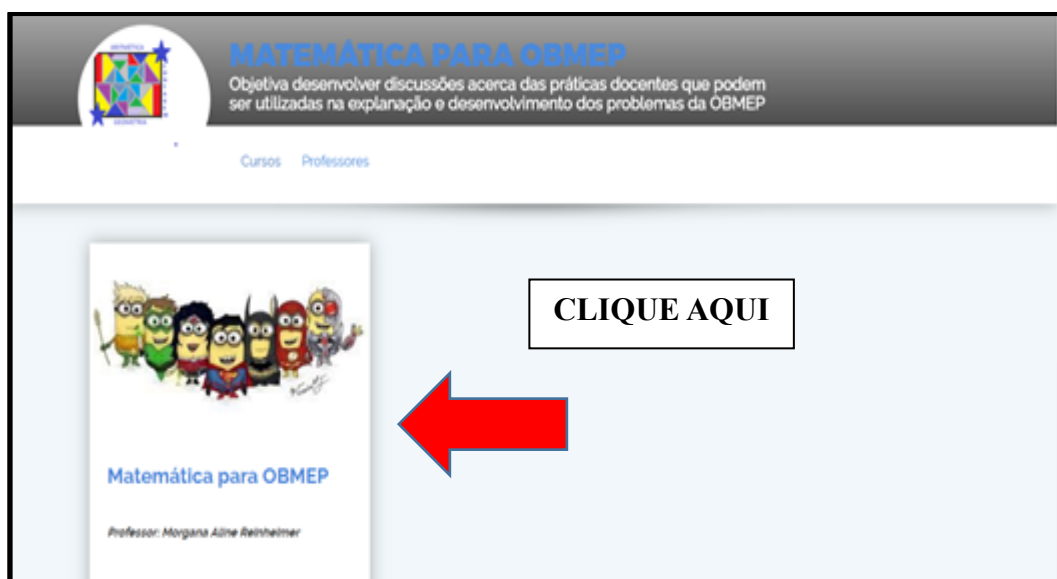 MATEMÁTICA PARA OBMEP
Objetiva desenvolver discussões acerca das práticas docentes que podem
ser utilizadas na explanação e desenvolvimento dos problemas da OBMEP
Cursos Professores
CLIQUE AQUI
Matemática para OBMEP
Professor: Morgana Aline Reinheimer